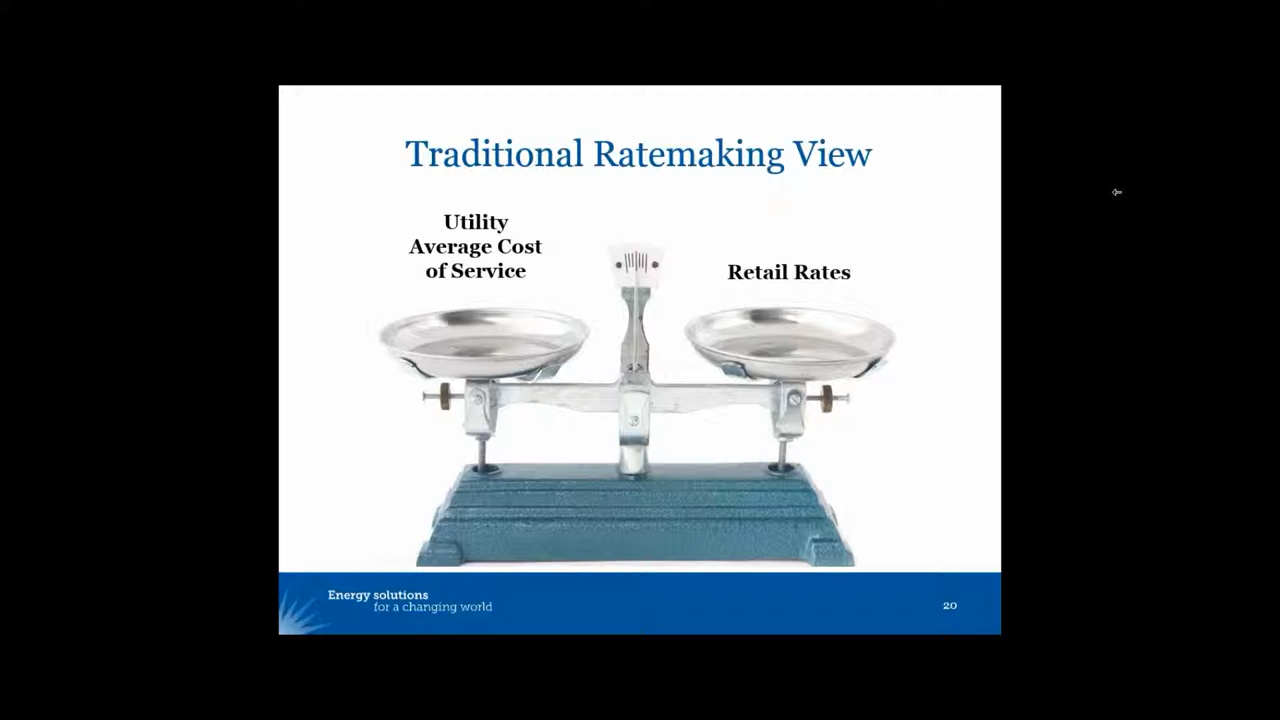 Traditional Ratemaking View
Utility
Average Cost
of Service
Retail Rates
Energy solutions
for a changing world
20